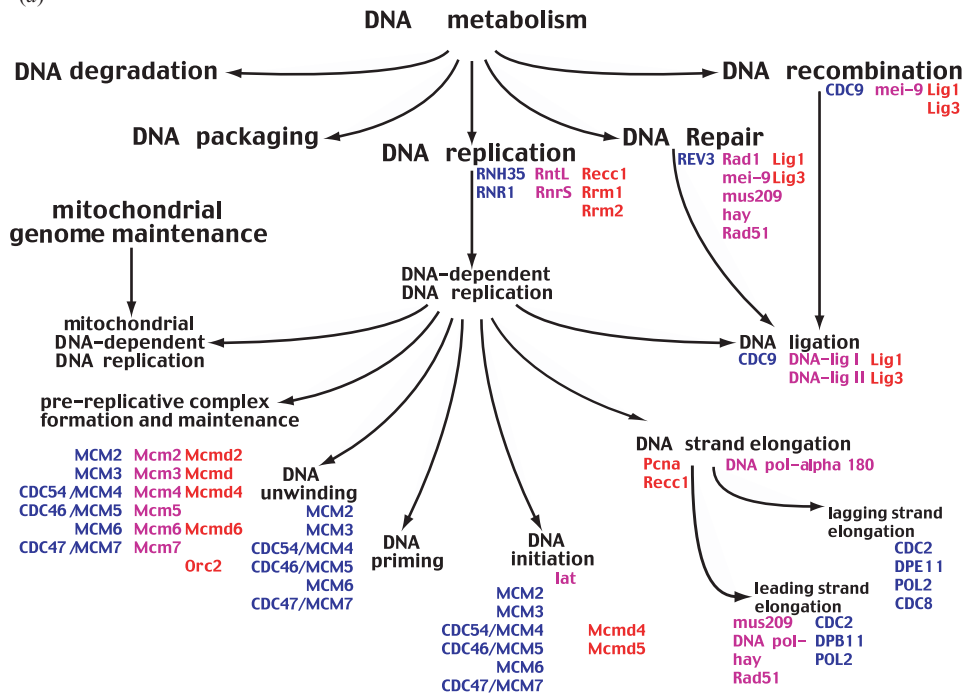 (a)
DNA metabolism
DNA degradation
DNA recombination
CDC9 mei-9 Lig1
Lig3
DNA packaging
DNA replication
RNH35 RntL Recc1
RNR1 RnrS Rrm1
Rrm2
DNA Repair
REV3 Rad1 Lig1
mei-9 Lig3
mus209
hay
Rad51
mitochondrial
genome maintenance
DNA-dependent
DNA replication
mitochondrial
DNA-dependent
DNA replication
DNA ligation
CDC9 DNA-lig I Lig1
DNA-lig II Lig3
pre-replicative complex
formation and maintenance
MCM2 Mcm2 Mcmd2
MCM3 Mcm3 Mcmd
CDC54/MCM4 Mcm4 Mcmd4
CDC46/MCM5 Mcm5
MCM6 Mcm6 Mcmd6
CDC47/MCM7 Mcm7
Orc2
DNA
unwinding
MCM2
MCM3
CDC54/MCM4
CDC46/MCM5
MCM6
CDC47/MCM7
DNA
priming
DNA
initiation
lat
MCM2
MCM3
CDC54/MCM4 Mcmd4
CDC46/MCM5 Mcmd5
MCM6
CDC47/MCM7
DNA strand elongation
Pcna DNA pol-alpha 180
Recc1
lagging strand
elongation
CDC2
DPE11
POL2
CDC8
leading strand
elongation
mus209 CDC2
DNA pol- DPB11
hay POL2
Rad51